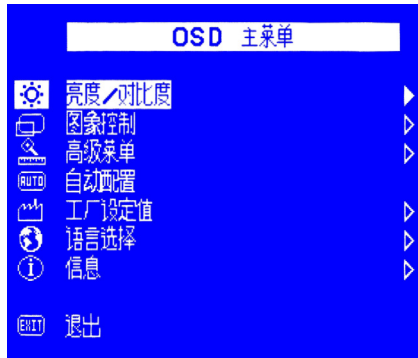 OSD 主菜单
亮度/对比度
图象控制
高级菜单
AUTO 自动配置
工厂设定值
语言选择
信息
EXIT 退出